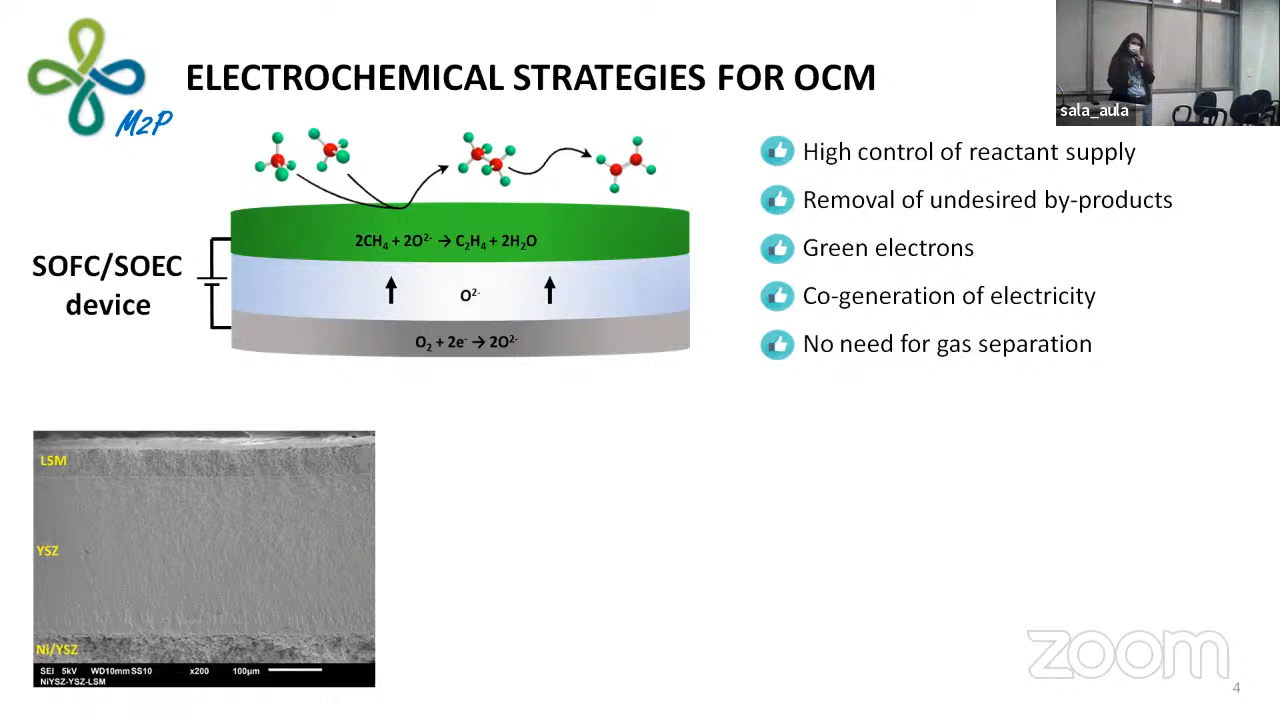 M2P
ELECTROCHEMICAL STRATEGIES FOR OCM
sala_aula
SOFC/SOEC
device
2CH₄ + 2O²⁻ → C₂H₄ + 2H₂O
O²⁻
O₂ + 2e⁻ → 2O²⁻
High control of reactant supply
Removal of undesired by-products
Green electrons
Co-generation of electricity
No need for gas separation
LSM
YSZ
Ni/YSZ
SEI 5kV WD10mm SS10 x200 100μm
NiYSZ-YSZ-LSM
zoom
4